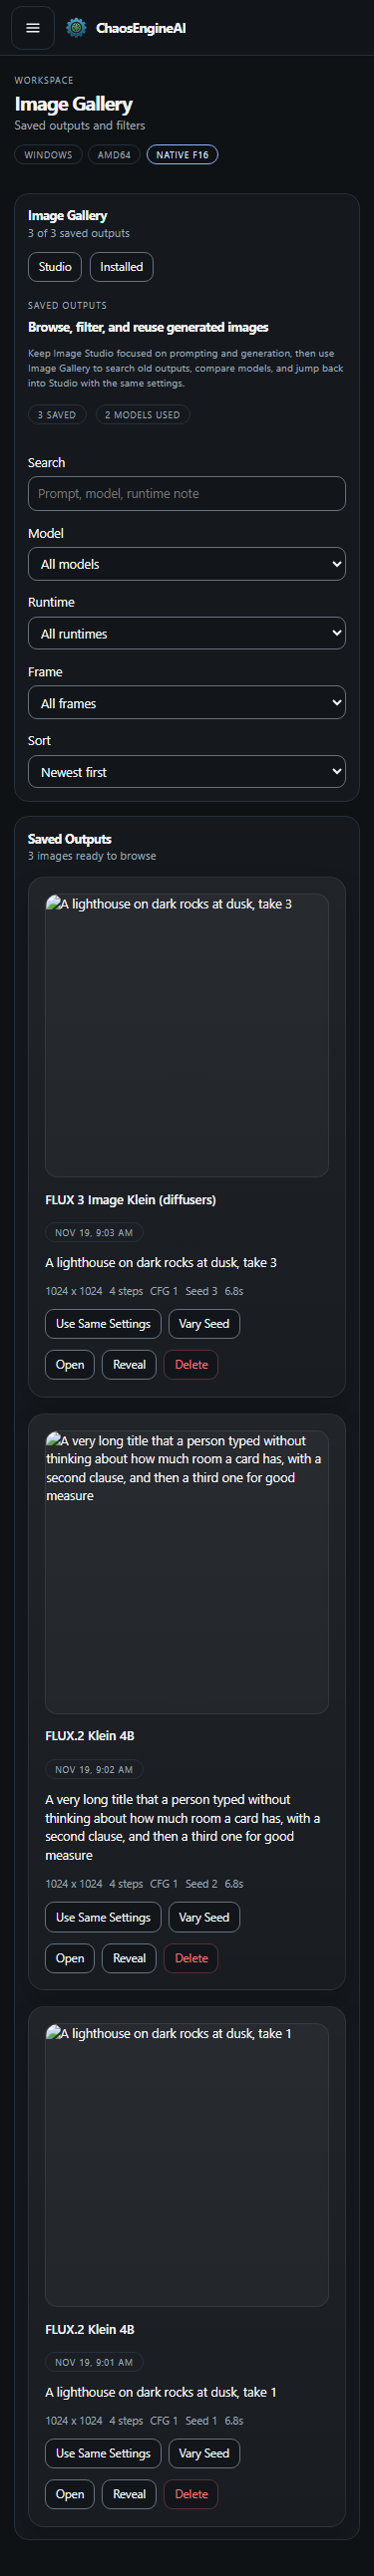 ChaosEngineAI
WORKSPACE
Image Gallery
Saved outputs and filters
WINDOWS
AMD64
NATIVE F16
Image Gallery
3 of 3 saved outputs
Studio
Installed
SAVED OUTPUTS
Browse, filter, and reuse generated images
Keep Image Studio focused on prompting and generation, then use
Image Gallery to search old outputs, compare models, and jump back
into Studio with the same settings.
3 SAVED
2 MODELS USED
Search
Prompt, model, runtime note
Model
All models
Runtime
All runtimes
Frame
All frames
Sort
Newest first
Saved Outputs
3 images ready to browse
A lighthouse on dark rocks at dusk, take 3
FLUX 3 Image Klein (diffusers)
NOV 19, 9:03 AM
A lighthouse on dark rocks at dusk, take 3
1024 x 1024 4 steps CFG 1 Seed 3 6.8s
Use Same Settings
Vary Seed
Open
Reveal
Delete
A very long title that a person typed without
thinking about how much room a card has, with a
second clause, and then a third one for good
measure
FLUX.2 Klein 4B
NOV 19, 9:02 AM
A very long title that a person typed without
thinking about how much room a card has, with a
second clause, and then a third one for good
measure
1024 x 1024 4 steps CFG 1 Seed 2 6.8s
Use Same Settings
Vary Seed
Open
Reveal
Delete
A lighthouse on dark rocks at dusk, take 1
FLUX.2 Klein 4B
NOV 19, 9:01 AM
A lighthouse on dark rocks at dusk, take 1
1024 x 1024 4 steps CFG 1 Seed 1 6.8s
Use Same Settings
Vary Seed
Open
Reveal
Delete